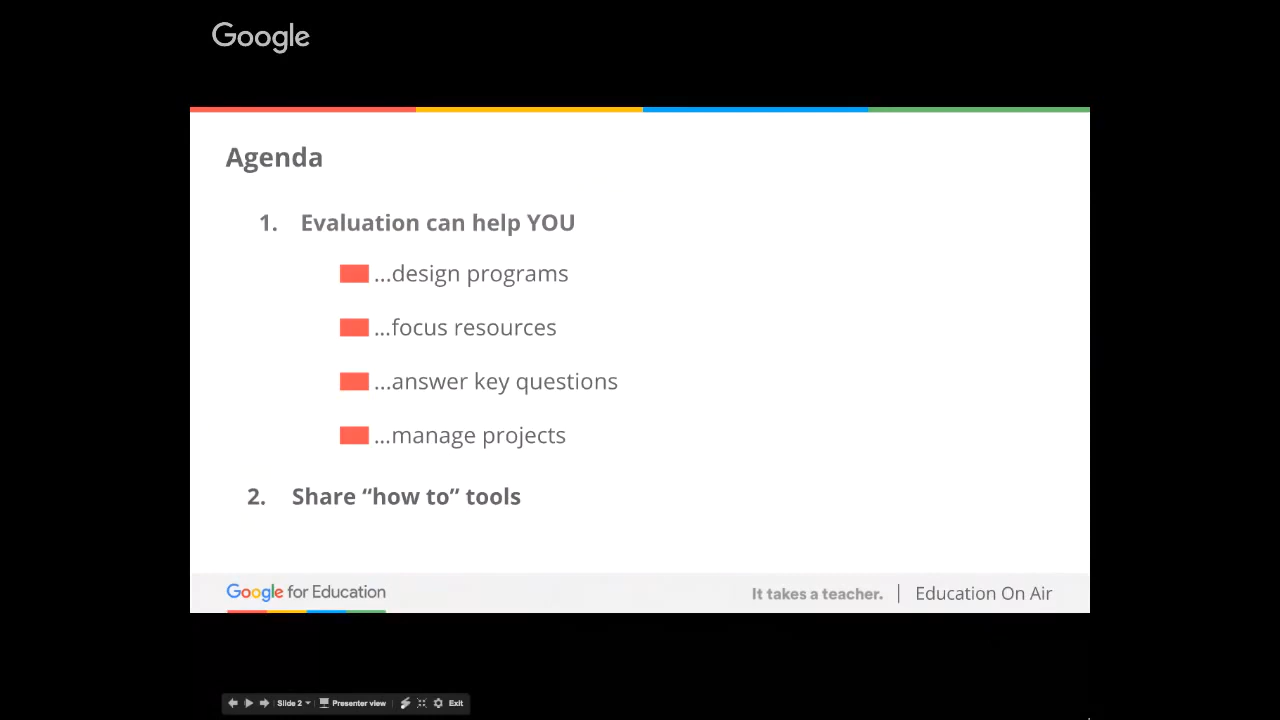 Google
Agenda
1. Evaluation can help YOU
...design programs
...focus resources
...answer key questions
...manage projects
2. Share “how to” tools
Google for Education
It takes a teacher. | Education On Air
Slide 2 Presenter view Exit